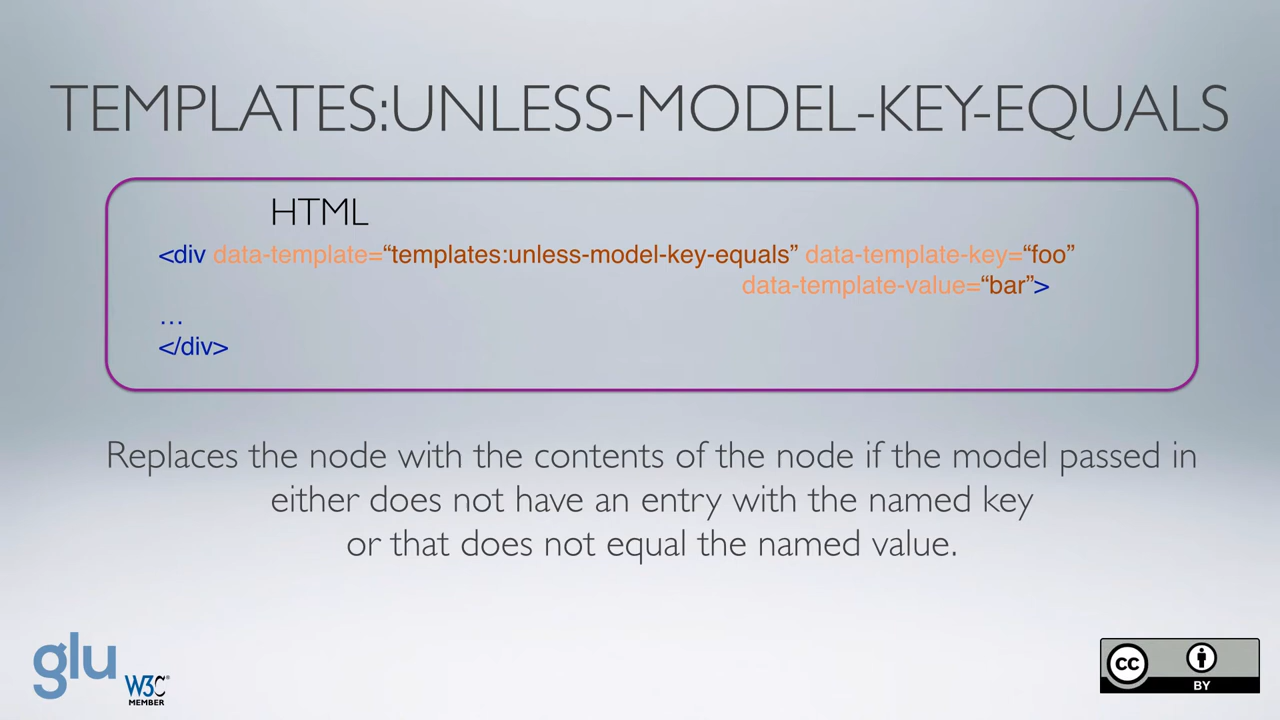 TEMPLATES:UNLESS-MODEL-KEY-EQUALS
HTML
<div data-template=“templates:unless-model-key-equals” data-template-key=“foo”
data-template-value=“bar”>
…
</div>
Replaces the node with the contents of the node if the model passed in
either does not have an entry with the named key
or that does not equal the named value.
glu
W3C®
MEMBER
cc
BY